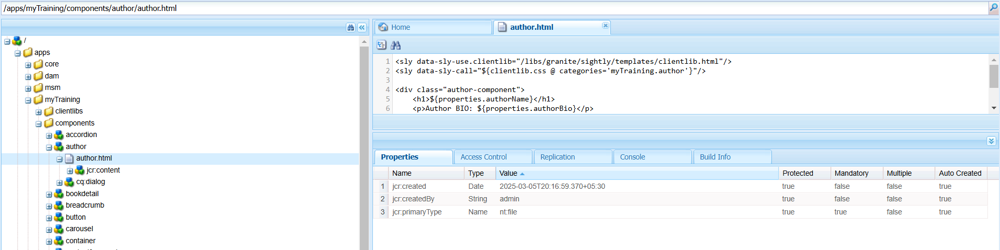 /apps/myTraining/components/author/author.html
/
apps
core
dam
msm
myTraining
clientlibs
components
accordion
author
author.html
jcr:content
cq:dialog
bookdetail
breadcrumb
button
carousel
container
Home
author.html
1 <sly data-sly-use.clientlib="/libs/granite/sightly/templates/clientlib.html"/>
2 <sly data-sly-call="${clientlib.css @ categories='myTraining.author'}"/>
3
4 <div class="author-component">
5 <h1>${properties.authorName}</h1>
6 <p>Author BIO: ${properties.authorBio}</p>
Properties Access Control Replication Console Build Info
Name Type Value Protected Mandatory Multiple Auto Created
1 jcr:created Date 2025-03-05T20:16:59.370+05:30 true false false true
2 jcr:createdBy String admin true false false true
3 jcr:primaryType Name nt:file true true false true